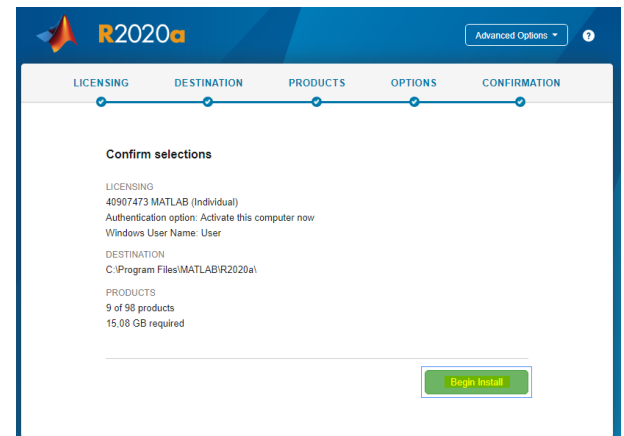 R2020a
Advanced Options
?
LICENSING DESTINATION PRODUCTS OPTIONS CONFIRMATION
Confirm selections
LICENSING
40907473 MATLAB (Individual)
Authentication option: Activate this computer now
Windows User Name: User
DESTINATION
C:\Program Files\MATLAB\R2020a\
PRODUCTS
9 of 98 products
15,08 GB required
Begin Install